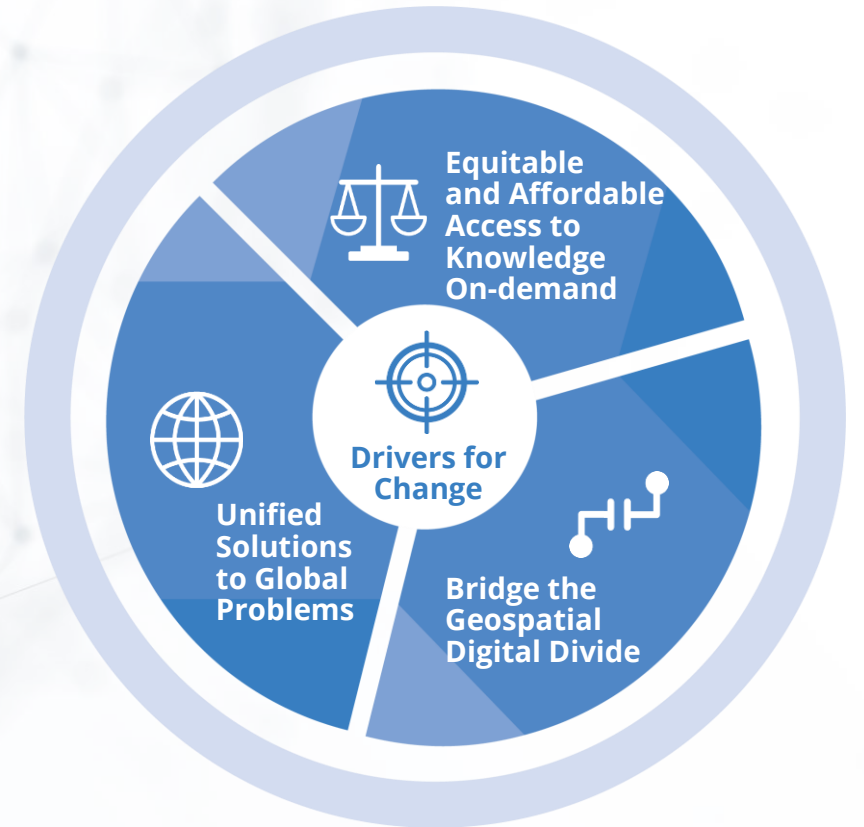 Equitable
and Affordable
Access to
Knowledge
On-demand
Drivers for
Change
Unified
Solutions
to Global
Problems
Bridge the
Geospatial
Digital Divide